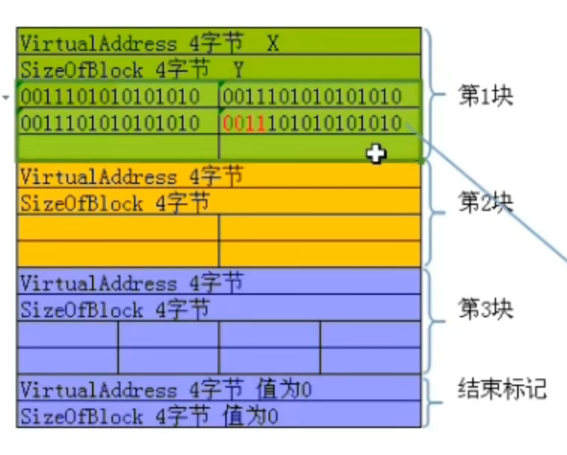 VirtualAddress 4字节 X
SizeOfBlock 4字节 Y
0011101010101010 0011101010101010
0011101010101010 0011101010101010
第1块
VirtualAddress 4字节
SizeOfBlock 4字节
第2块
VirtualAddress 4字节
SizeOfBlock 4字节
第3块
VirtualAddress 4字节 值为0
SizeOfBlock 4字节 值为0
结束标记